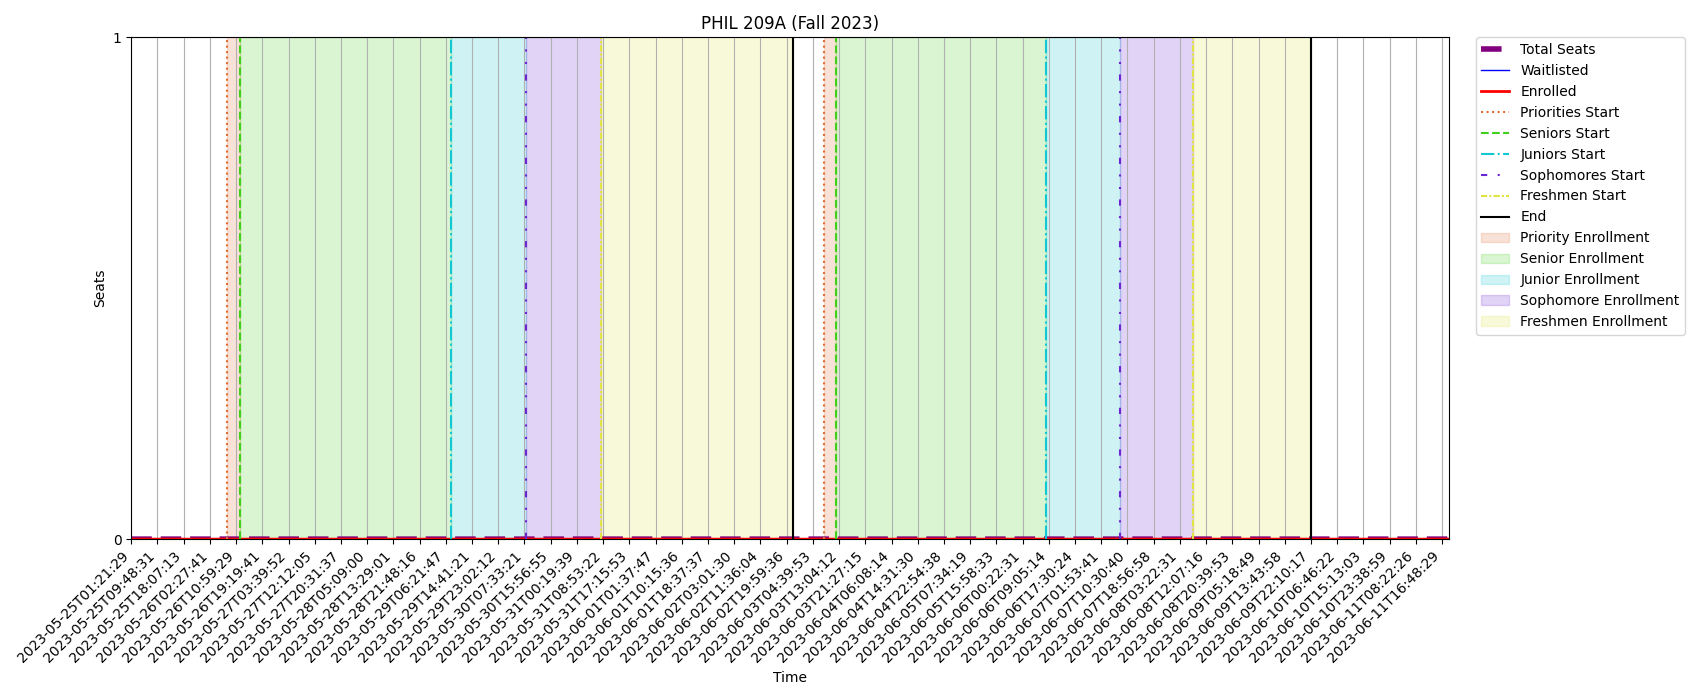 PHIL 209A (Fall 2023)
1
0
Seats
2023-05-25T01:21:29
2023-05-25T09:48:31
2023-05-25T18:07:13
2023-05-26T02:27:41
2023-05-26T10:59:29
2023-05-26T19:19:41
2023-05-27T03:39:52
2023-05-27T12:12:05
2023-05-27T20:31:37
2023-05-28T05:09:00
2023-05-28T13:29:01
2023-05-28T21:48:16
2023-05-29T06:21:47
2023-05-29T14:41:21
2023-05-29T23:02:12
2023-05-30T07:33:21
2023-05-30T15:56:55
2023-05-31T00:19:39
2023-05-31T08:53:22
2023-05-31T17:15:53
2023-06-01T01:37:47
2023-06-01T10:15:36
2023-06-01T18:37:37
2023-06-02T03:01:30
2023-06-02T11:36:04
2023-06-02T19:59:36
2023-06-03T04:39:53
2023-06-03T13:04:12
2023-06-03T21:27:15
2023-06-04T06:08:14
2023-06-04T14:31:30
2023-06-04T22:54:38
2023-06-05T07:34:19
2023-06-05T15:58:33
2023-06-06T00:22:31
2023-06-06T09:05:14
2023-06-06T17:30:24
2023-06-07T01:53:41
2023-06-07T10:30:40
2023-06-07T18:56:58
2023-06-08T03:22:31
2023-06-08T12:07:16
2023-06-08T20:39:53
2023-06-09T05:18:49
2023-06-09T13:43:58
2023-06-09T22:10:17
2023-06-10T06:46:22
2023-06-10T15:13:03
2023-06-10T23:38:59
2023-06-11T08:22:26
2023-06-11T16:48:29
Time
Total Seats
Waitlisted
Enrolled
Priorities Start
Seniors Start
Juniors Start
Sophomores Start
Freshmen Start
End
Priority Enrollment
Senior Enrollment
Junior Enrollment
Sophomore Enrollment
Freshmen Enrollment